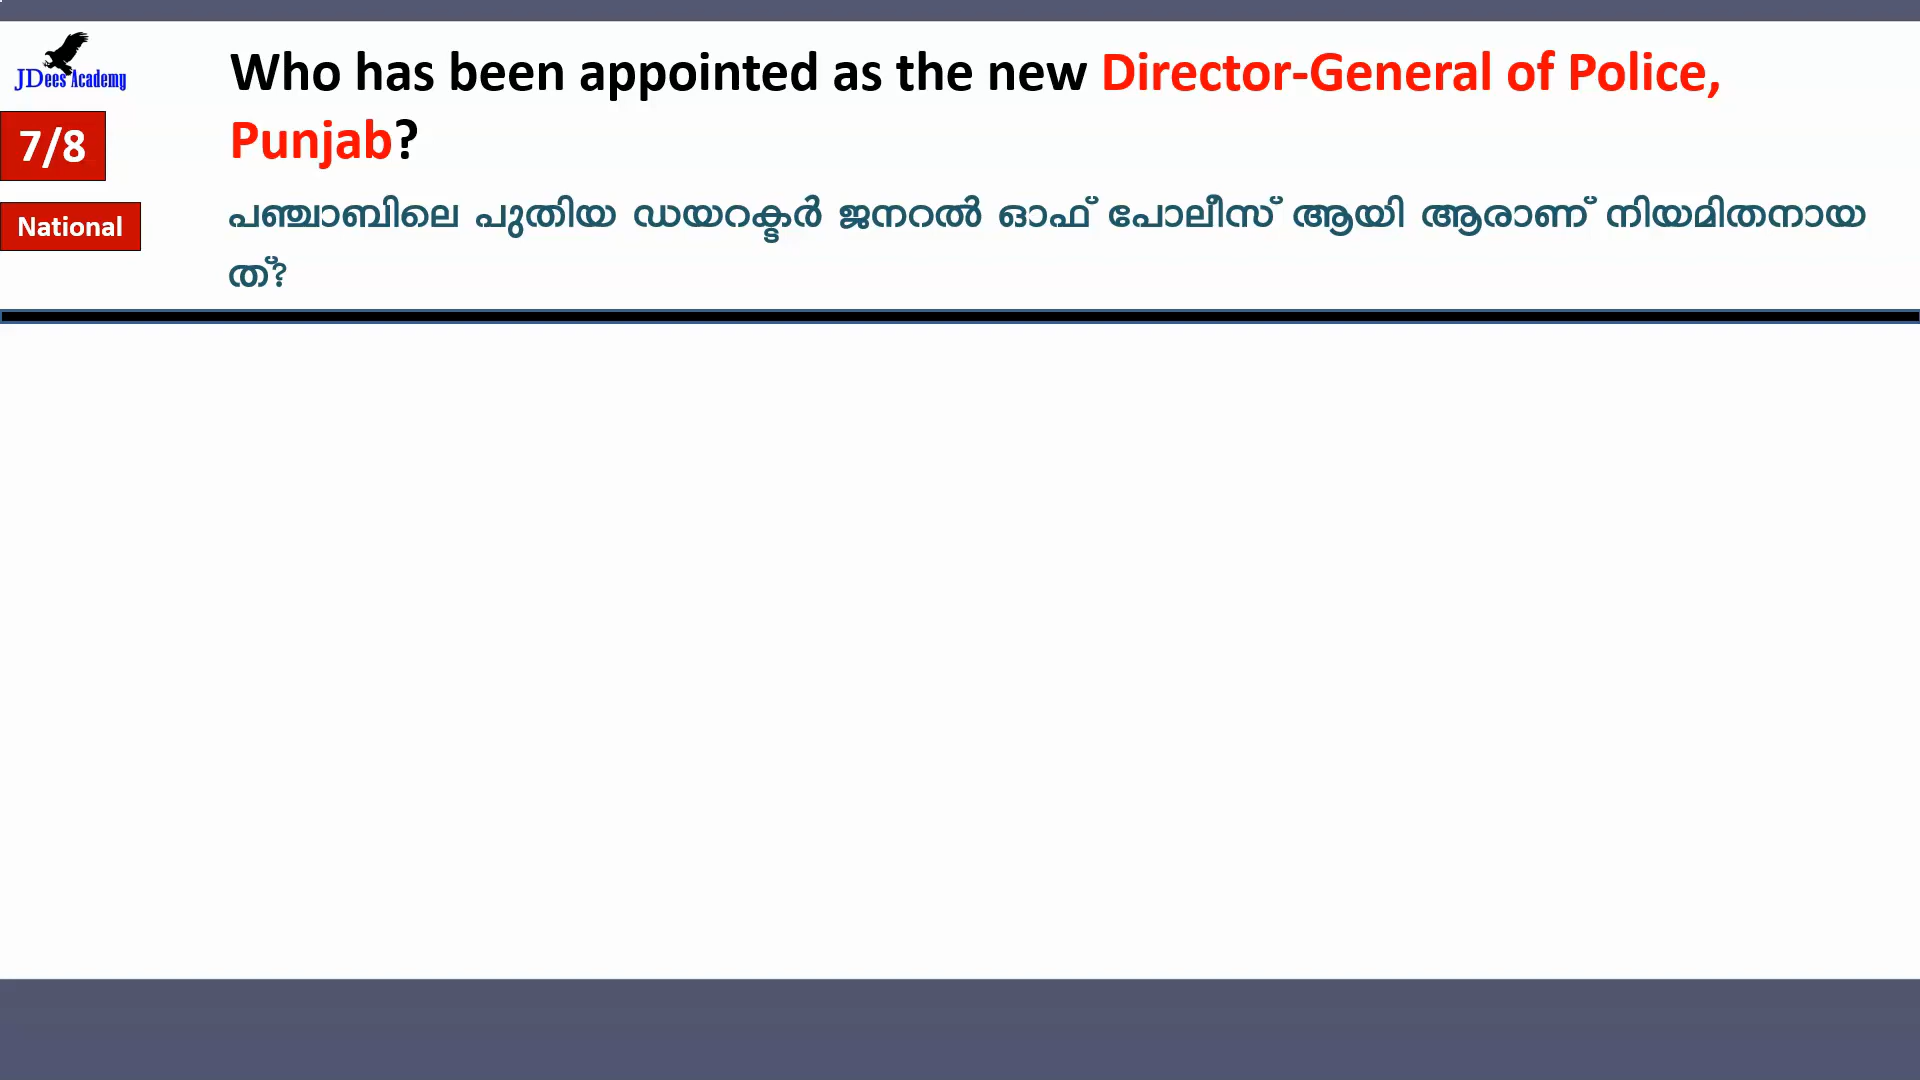 JDees Academy
Who has been appointed as the new Director-General of Police,
Punjab?
7/8
National
പഞ്ചാബിലെ പുതിയ ഡയറക്ടർ ജനറൽ ഓഫ് പോലീസ് ആയി ആരാണ് നിയമിതനായ
ത്?